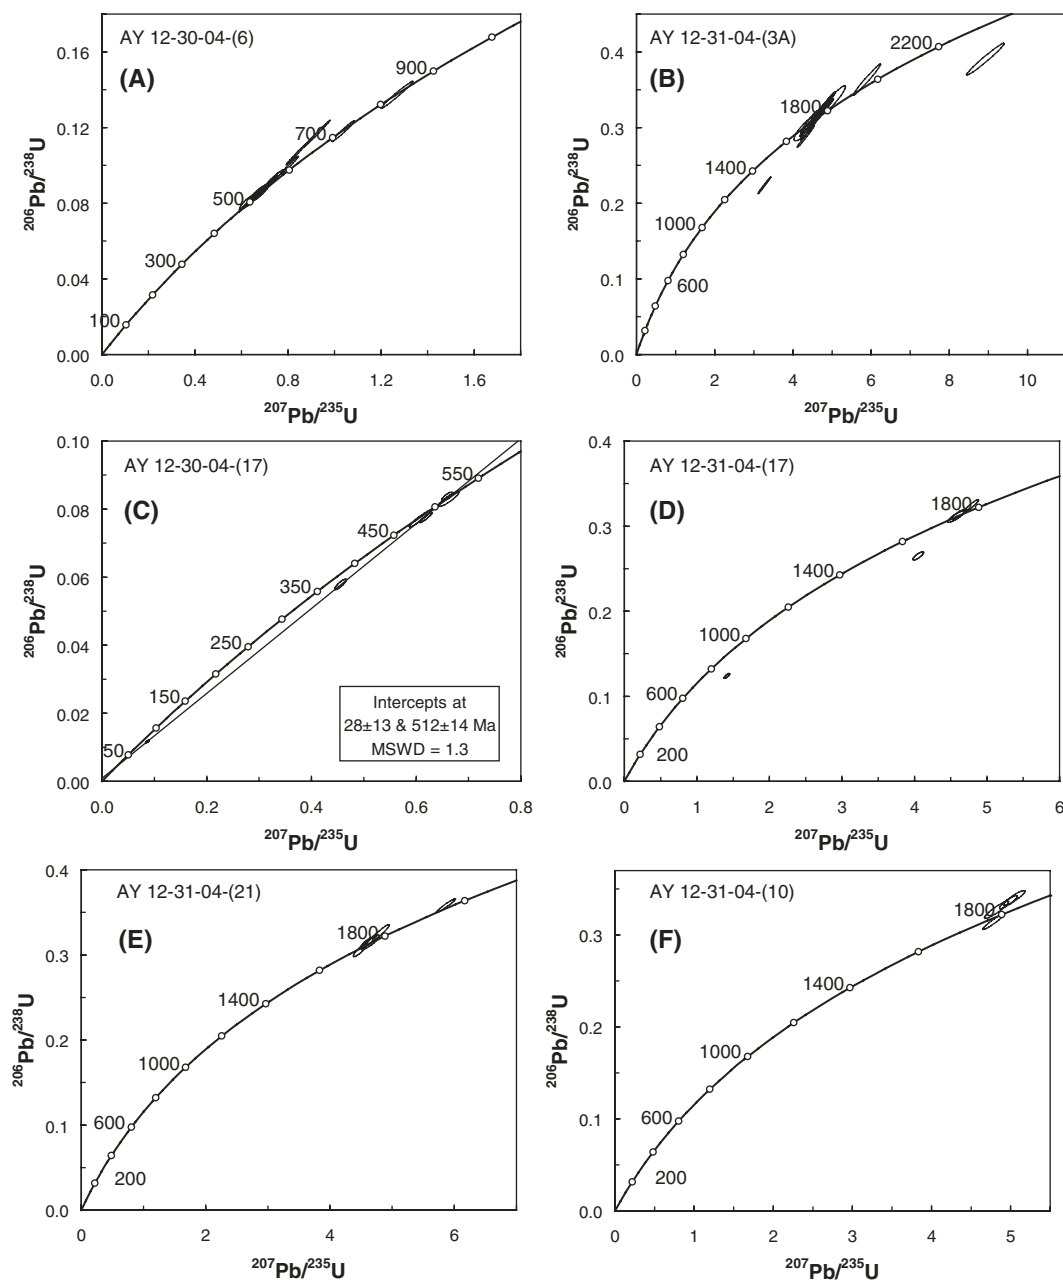 AY 12-30-04-(6)
(A)
0.16
0.12
0.08
0.04
0.00
900
700
500
300
100
0.0 0.4 0.8 1.2 1.6
206Pb/238U
207Pb/235U
AY 12-31-04-(3A)
(B)
0.4
0.3
0.2
0.1
0.0
2200
1800
1400
1000
600
0 2 4 6 8 10
206Pb/238U
207Pb/235U
AY 12-30-04-(17)
(C)
0.10
0.08
0.06
0.04
0.02
0.00
550
450
350
250
150
50
Intercepts at
28±13 & 512±14 Ma
MSWD = 1.3
0.0 0.2 0.4 0.6 0.8
206Pb/238U
207Pb/235U
AY 12-31-04-(17)
(D)
0.4
0.3
0.2
0.1
0.0
1800
1400
1000
600
200
0 1 2 3 4 5 6
206Pb/238U
207Pb/235U
AY 12-31-04-(21)
(E)
0.4
0.3
0.2
0.1
0.0
1800
1400
1000
600
200
0 2 4 6
206Pb/238U
207Pb/235U
AY 12-31-04-(10)
(F)
0.3
0.2
0.1
0.0
1800
1400
1000
600
200
0 1 2 3 4 5
206Pb/238U
207Pb/235U